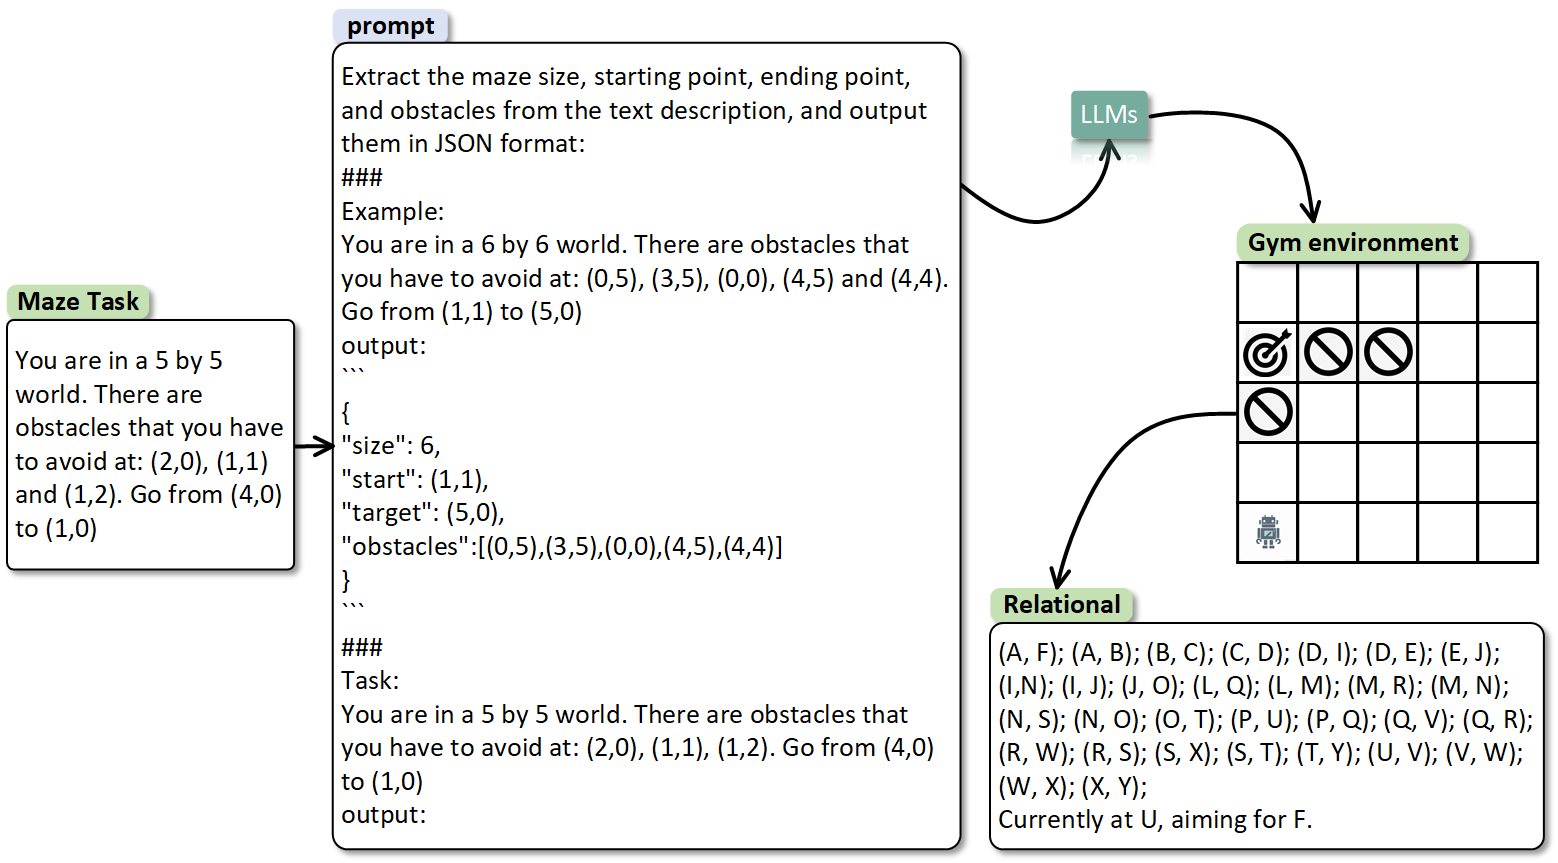 Maze Task
You are in a 5 by 5
world. There are
obstacles that you have
to avoid at: (2,0), (1,1)
and (1,2). Go from (4,0)
to (1,0)
prompt
Extract the maze size, starting point, ending point,
and obstacles from the text description, and output
them in JSON format:
###
Example:
You are in a 6 by 6 world. There are obstacles that
you have to avoid at: (0,5), (3,5), (0,0), (4,5) and (4,4).
Go from (1,1) to (5,0)
output:
```
{
"size": 6,
"start": (1,1),
"target": (5,0),
"obstacles":[(0,5),(3,5),(0,0),(4,5),(4,4)]
}
```
###
Task:
You are in a 5 by 5 world. There are obstacles that
you have to avoid at: (2,0), (1,1), (1,2). Go from (4,0)
to (1,0)
output:
LLMs
Gym environment
Relational
(A, F); (A, B); (B, C); (C, D); (D, I); (D, E); (E, J);
(I,N); (I, J); (J, O); (L, Q); (L, M); (M, R); (M, N);
(N, S); (N, O); (O, T); (P, U); (P, Q); (Q, V); (Q, R);
(R, W); (R, S); (S, X); (S, T); (T, Y); (U, V); (V, W);
(W, X); (X, Y);
Currently at U, aiming for F.